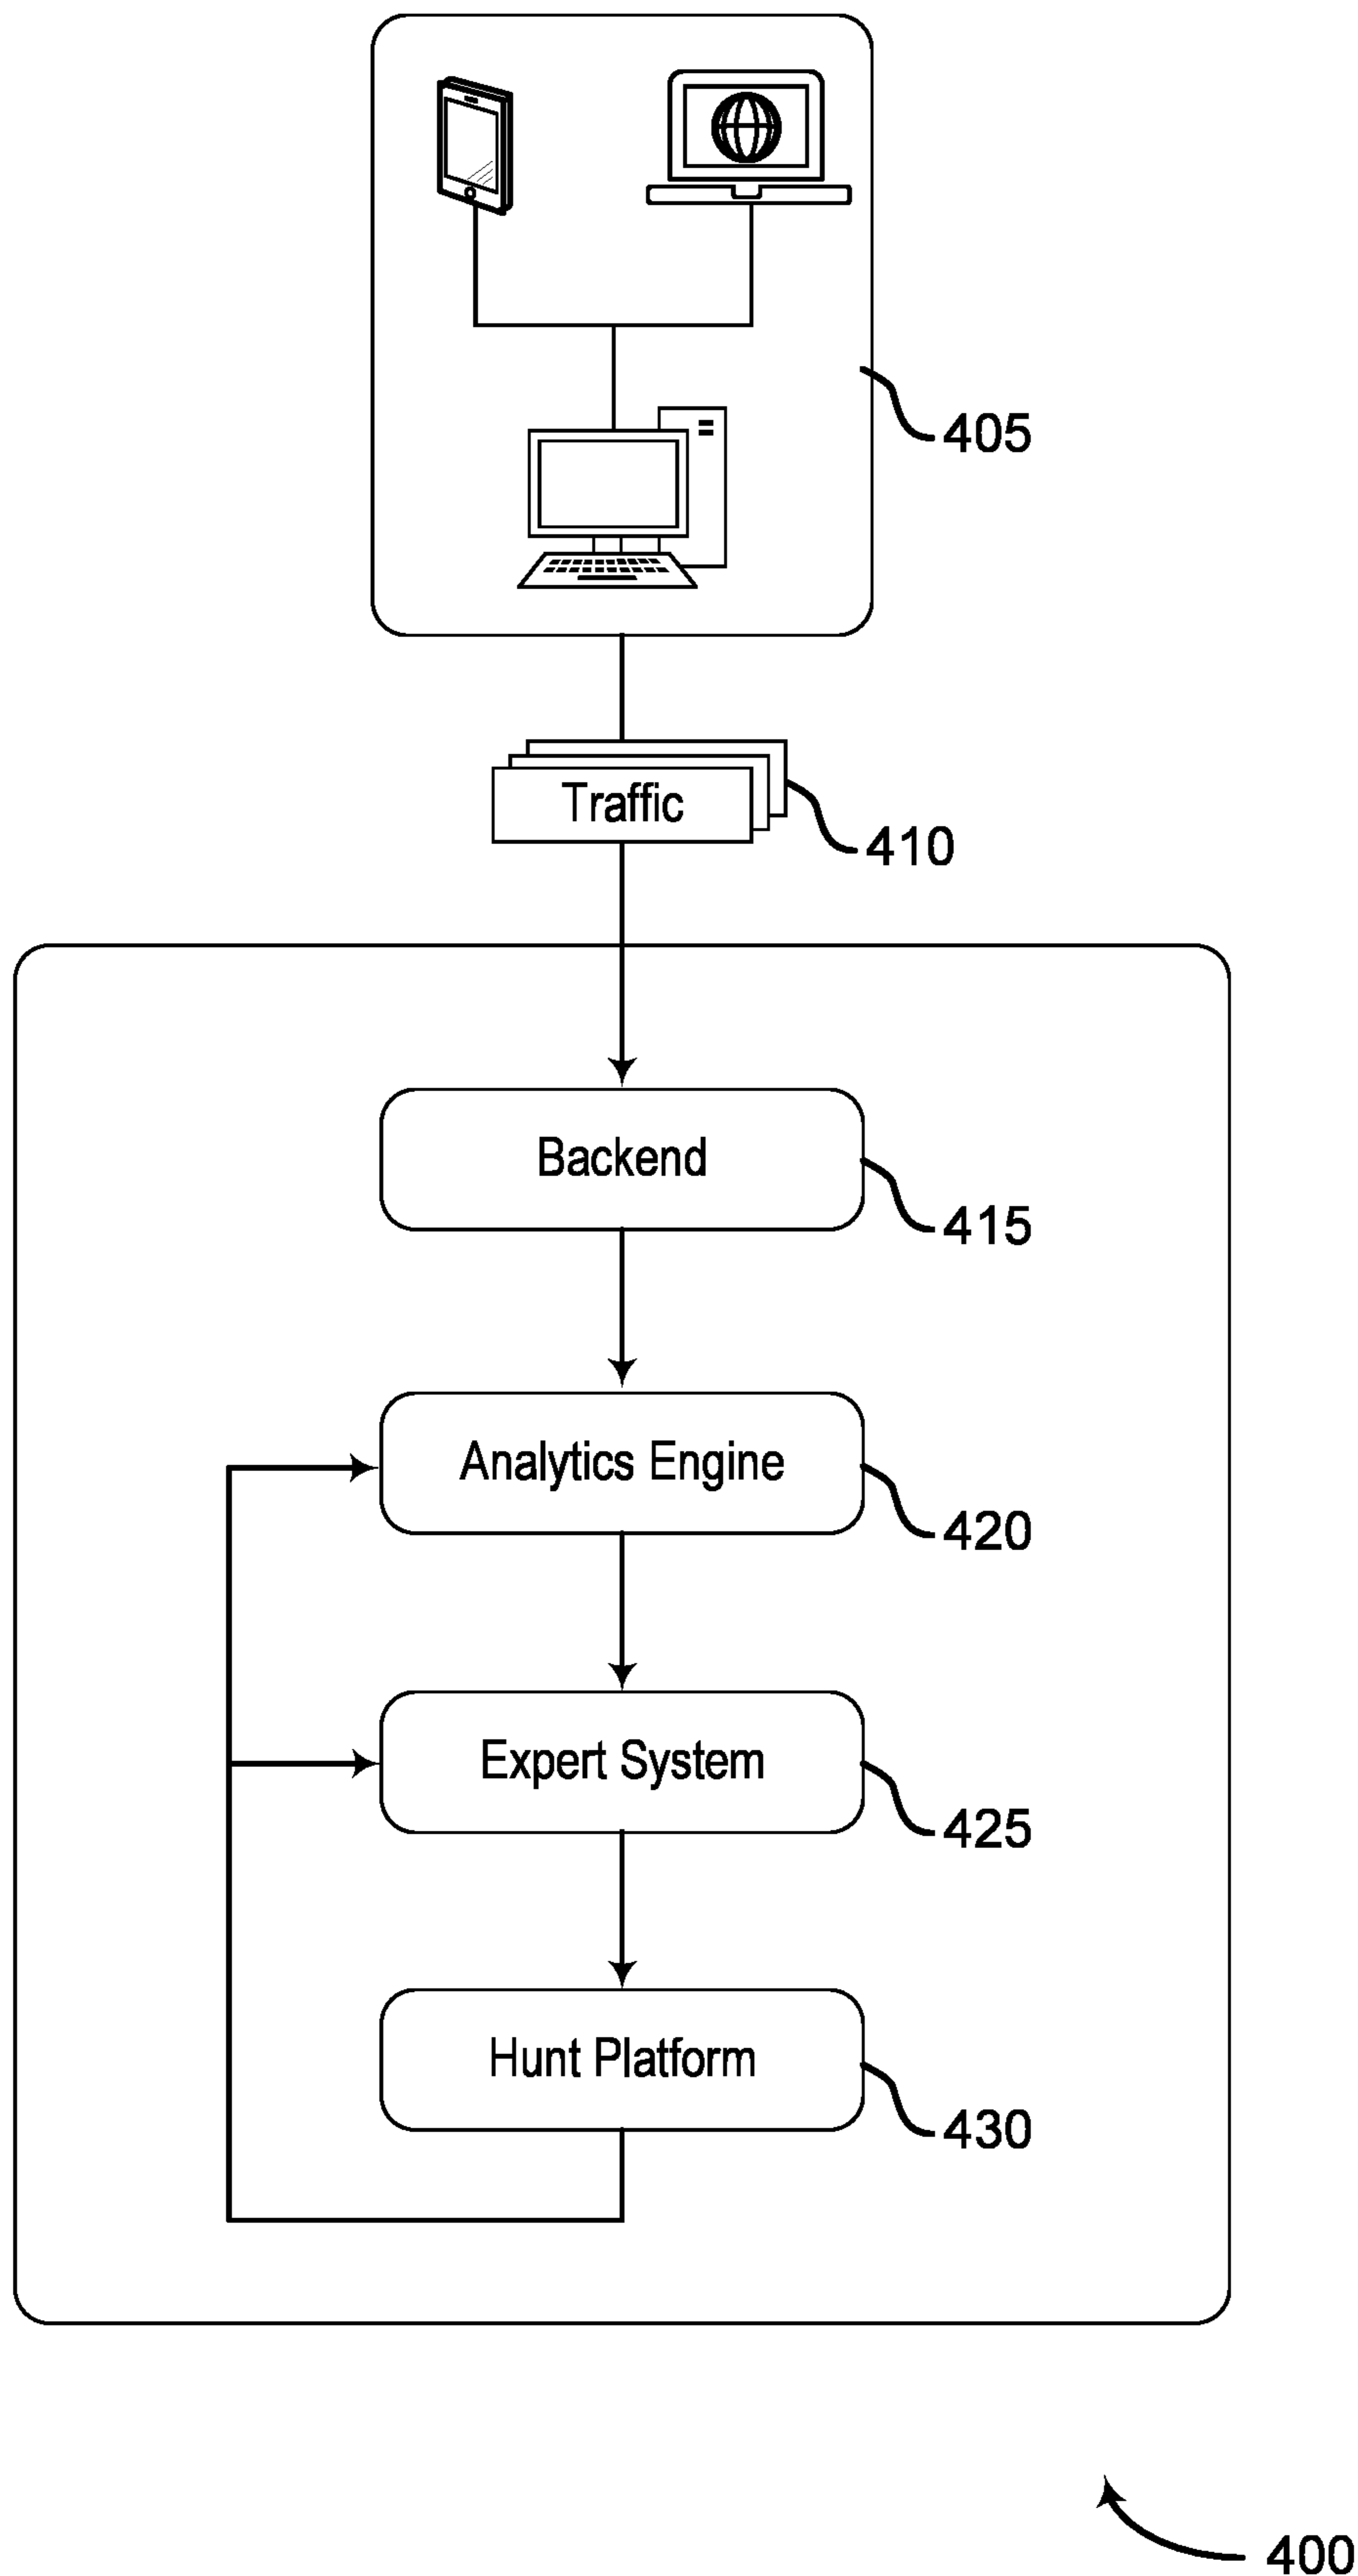 405
Traffic
410
Backend
415
Analytics Engine
420
Expert System
425
Hunt Platform
430
400